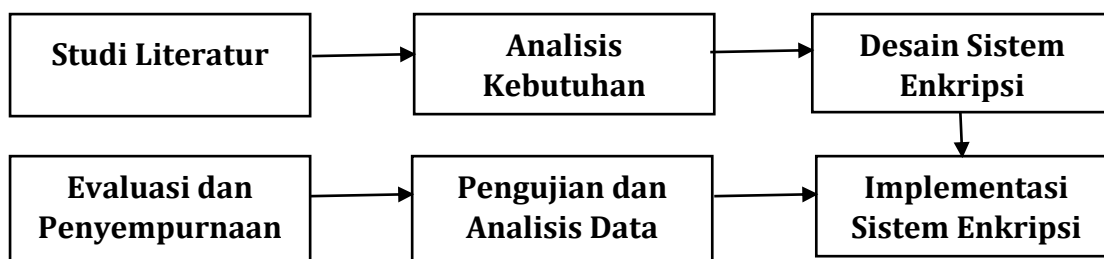 Studi Literatur
Analisis
Kebutuhan
Desain Sistem
Enkripsi
Evaluasi dan
Penyempurnaan
Pengujian dan
Analisis Data
Implementasi
Sistem Enkripsi